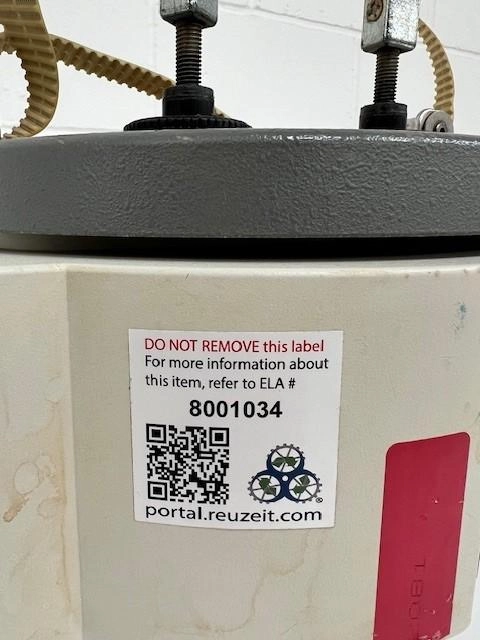 DO NOT REMOVE this label
For more information about
this item, refer to ELA #
8001034
portal.reuzeit.com